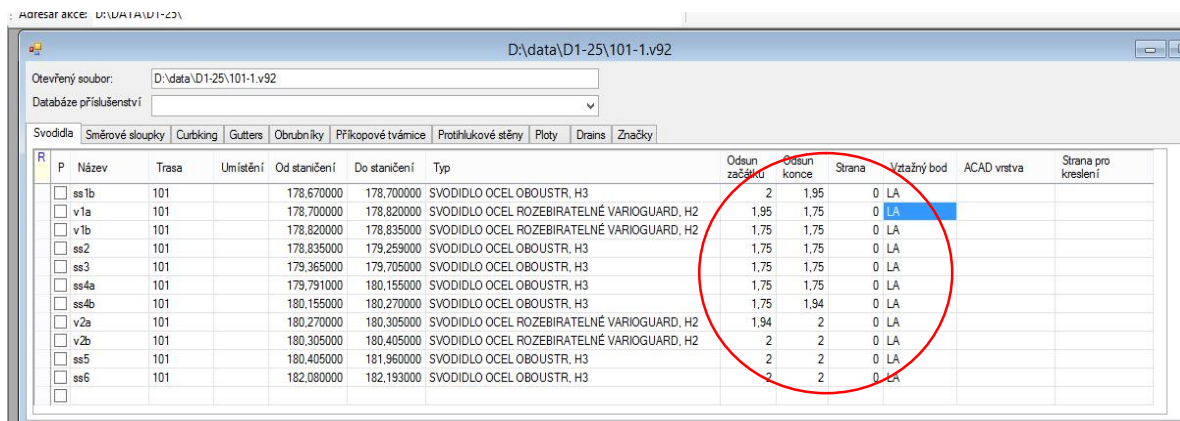 Adresář akce: D:\DATA\D1-25\
D:\data\D1-25\101-1.v92
Otevřený soubor: D:\data\D1-25\101-1.v92
Databáze příslušenství
Svodidla Směrové sloupky Curbking Gutters Obrubníky Příkopové tvárnice Protihlukové stěny Ploty Drains Značky
R P Název Trasa Umístění Od staničení Do staničení Typ Odsun začátku Odsun konce Strana Vztažný bod ACAD vrstva Strana pro kreslení
ss1b 101 178,670000 178,700000 SVODIDLO OCEL OBOUSTR, H3 2 1,95 0 LA
v1a 101 178,700000 178,820000 SVODIDLO OCEL ROZEBIRATELNÉ VARIOGUARD, H2 1,95 1,75 0 LA
v1b 101 178,820000 178,835000 SVODIDLO OCEL ROZEBIRATELNÉ VARIOGUARD, H2 1,75 1,75 0 LA
ss2 101 178,835000 179,259000 SVODIDLO OCEL OBOUSTR, H3 1,75 1,75 0 LA
ss3 101 179,365000 179,705000 SVODIDLO OCEL OBOUSTR, H3 1,75 1,75 0 LA
ss4a 101 179,791000 180,155000 SVODIDLO OCEL OBOUSTR, H3 1,75 1,75 0 LA
ss4b 101 180,155000 180,270000 SVODIDLO OCEL OBOUSTR, H3 1,75 1,94 0 LA
v2a 101 180,270000 180,305000 SVODIDLO OCEL ROZEBIRATELNÉ VARIOGUARD, H2 1,94 2 0 LA
v2b 101 180,305000 180,405000 SVODIDLO OCEL ROZEBIRATELNÉ VARIOGUARD, H2 2 2 0 LA
ss5 101 180,405000 181,960000 SVODIDLO OCEL OBOUSTR, H3 2 2 0 LA
ss6 101 182,080000 182,193000 SVODIDLO OCEL OBOUSTR, H3 2 2 0 LA